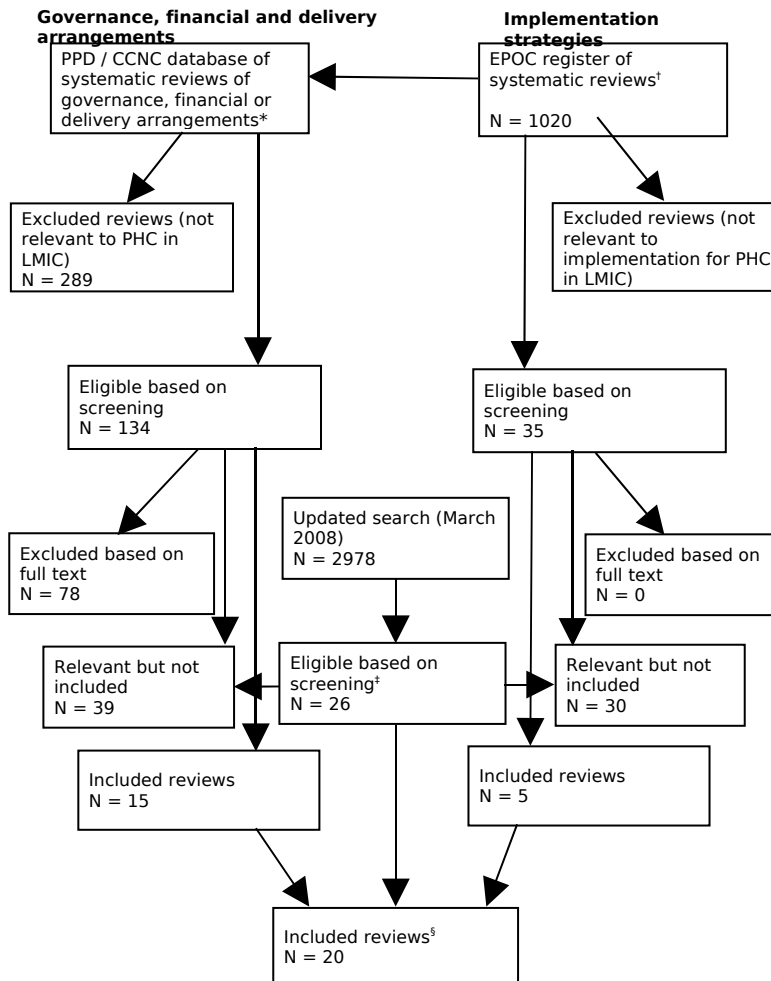 Governance, financial and delivery
arrangements
Implementation
strategies
PPD / CCNC database of
systematic reviews of
governance, financial or
delivery arrangements*
EPOC register of
systematic reviews†
N = 1020
Excluded reviews (not
relevant to PHC in
LMIC)
N = 289
Excluded reviews (not
relevant to
implementation for PHC
in LMIC)
Eligible based on
screening
N = 134
Eligible based on
screening
N = 35
Updated search (March
2008)
N = 2978
Excluded based on
full text
N = 78
Excluded based on
full text
N = 0
Relevant but not
included
N = 39
Eligible based on
screening‡
N = 26
Relevant but not
included
N = 30
Included reviews
N = 15
Included reviews
N = 5
Included reviews§
N = 20